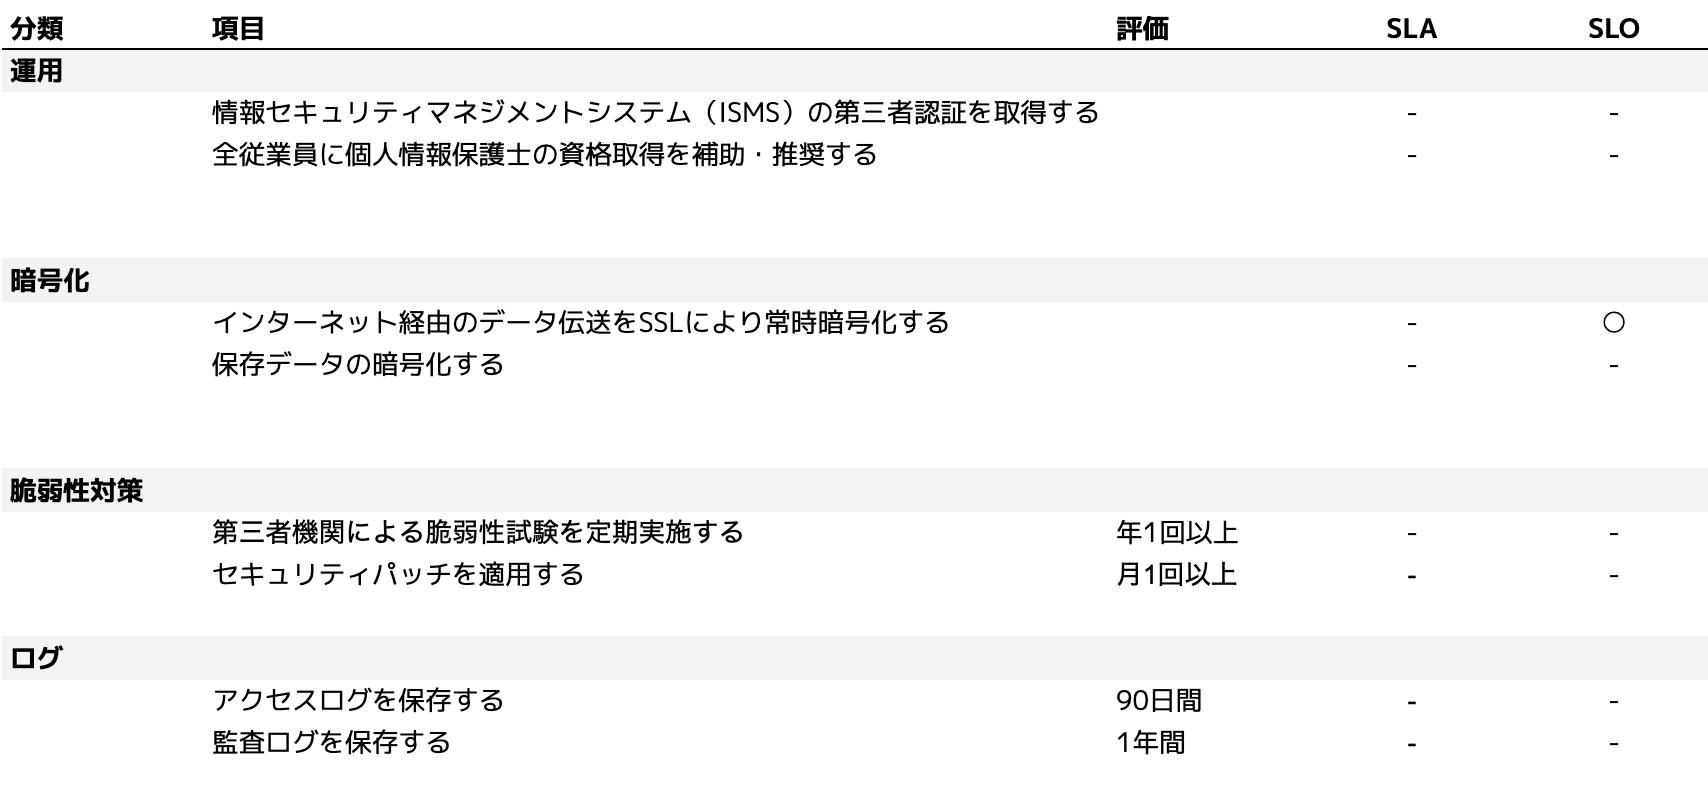 分類 項目 評価 SLA SLO
運用
情報セキュリティマネジメントシステム（ISMS）の第三者認証を取得する - -
全従業員に個人情報保護士の資格取得を補助・推奨する - -
暗号化
インターネット経由のデータ伝送をSSLにより常時暗号化する - ○
保存データの暗号化する - -
脆弱性対策
第三者機関による脆弱性試験を定期実施する 年1回以上 - -
セキュリティパッチを適用する 月1回以上 - -
ログ
アクセスログを保存する 90日間 - -
監査ログを保存する 1年間 - -